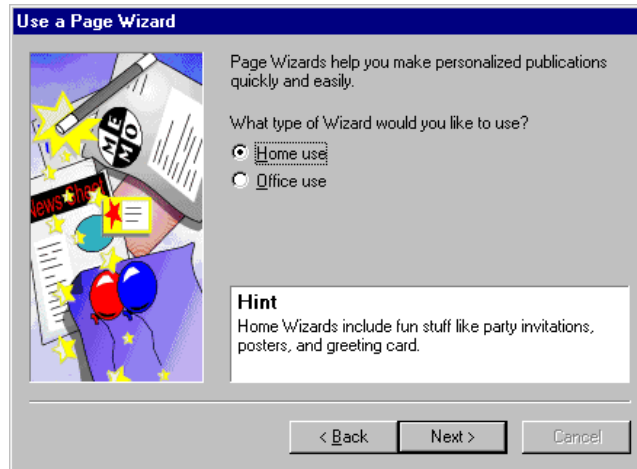 Use a Page Wizard
Page Wizards help you make personalized publications
quickly and easily.
What type of Wizard would you like to use?
Home use
Office use
MEMO
News Sheet
Hint
Home Wizards include fun stuff like party invitations,
posters, and greeting card.
< Back
Next >
Cancel